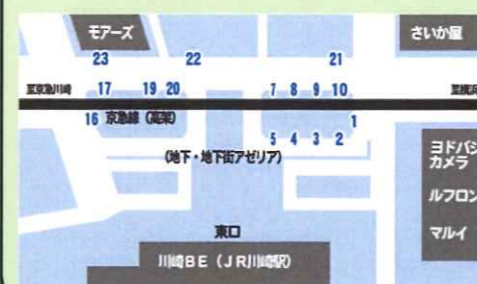 モアーズ
さいか屋
23 22 21
至京急川崎 17 19 20 7 8 9 10 至横浜
16 京急線（高架） 1
5 4 3 2
（地下・地下街アゼリア）
ヨドバシ
カメラ
ルフロン
マルイ
東口
川崎BE（JR川崎駅）